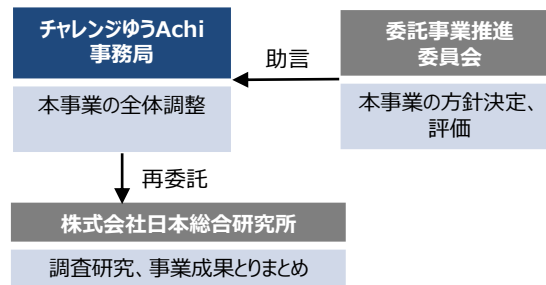 チャレンジゆうAchi
事務局
本事業の全体調整
助言
委託事業推進
委員会
本事業の方針決定、
評価
再委託
株式会社日本総合研究所
調査研究、事業成果とりまとめ